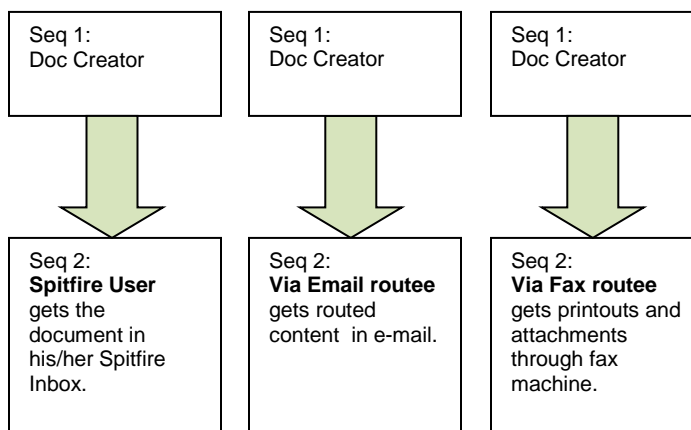 Seq 1:
Doc Creator
Seq 1:
Doc Creator
Seq 1:
Doc Creator
Seq 2:
Spitfire User
gets the
document in
his/her Spitfire
Inbox.
Seq 2:
Via Email routee
gets routed
content  in e-mail.
Seq 2:
Via Fax routee
gets printouts and
attachments
through fax
machine.